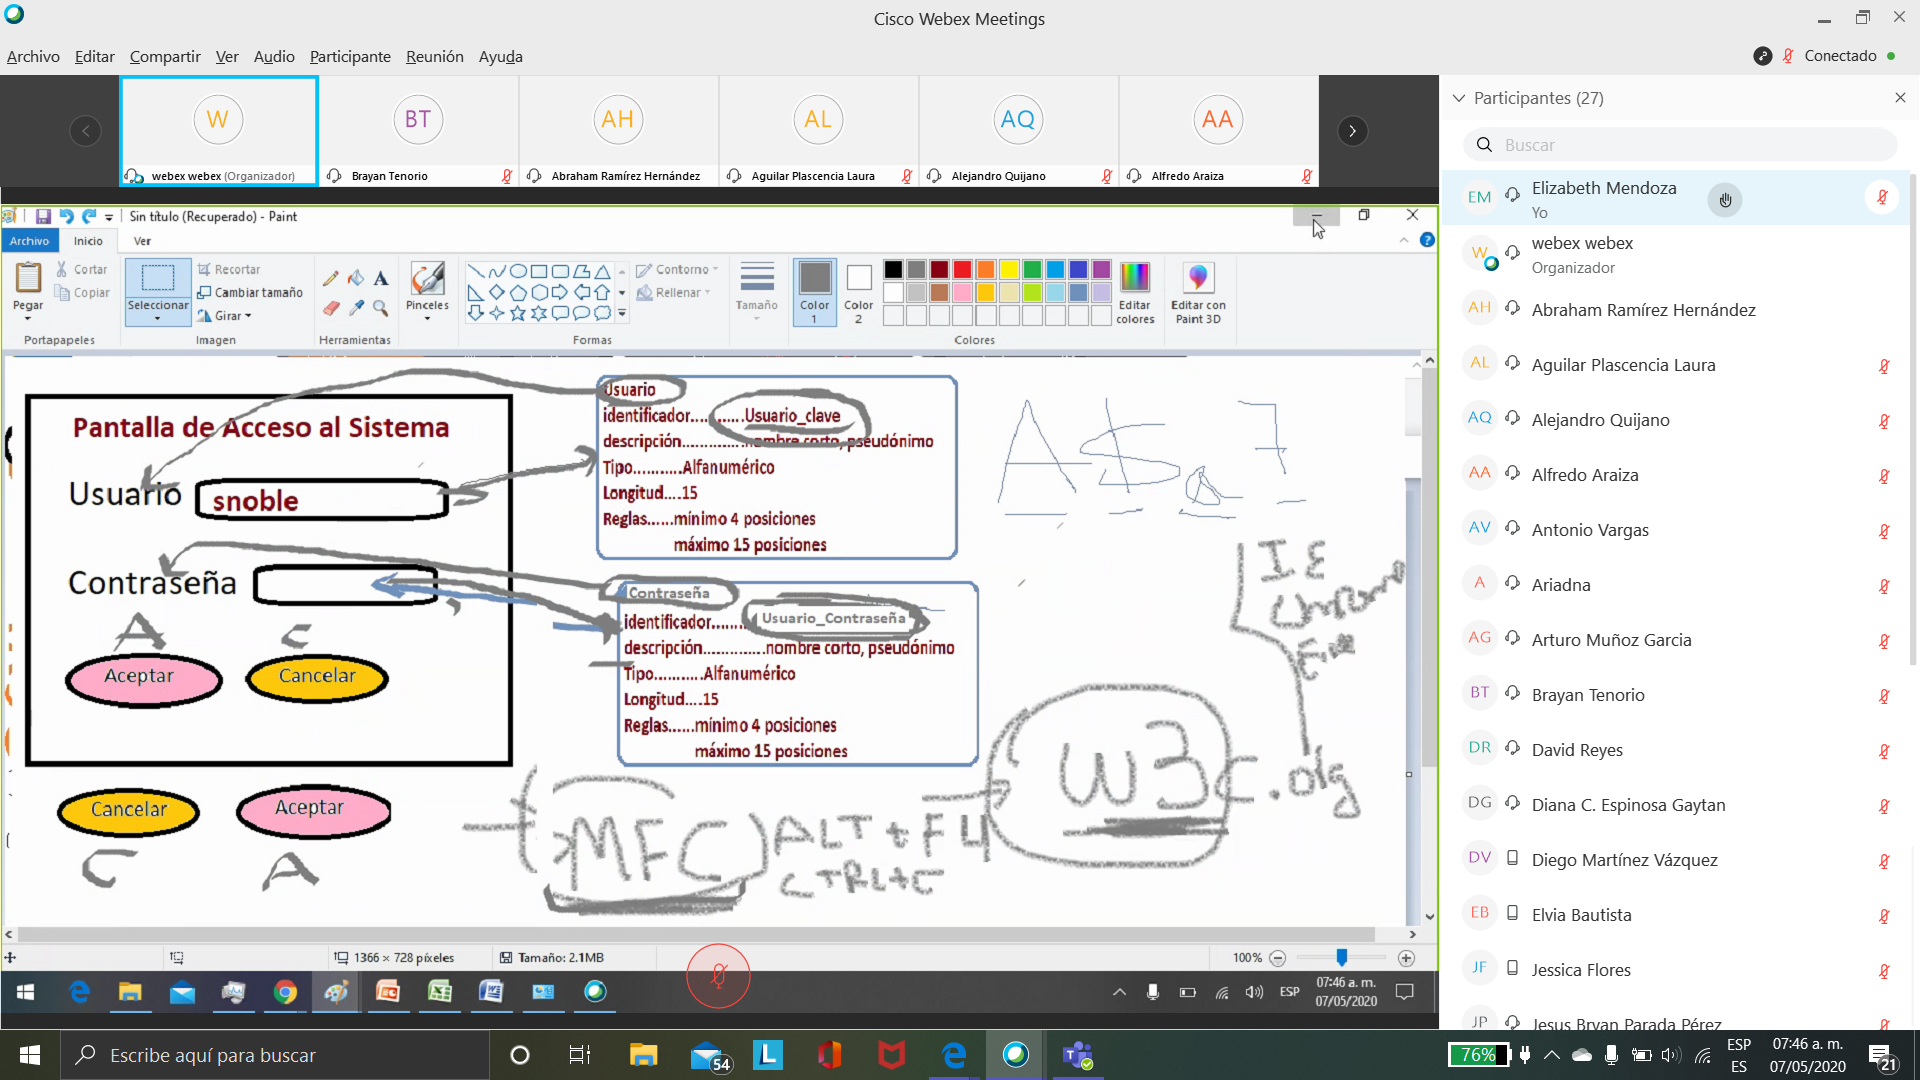 Cisco Webex Meetings
Archivo Editar Compartir Ver Audio Participante Reunión Ayuda
Conectado
W BT AH AL AQ AA
webex webex (Organizador) Brayan Tenorio Abraham Ramírez Hernández Aguilar Plascencia Laura Alejandro Quijano Alfredo Araiza
Sin título (Recuperado) - Paint
Archivo Inicio Ver
Pegar
Cortar
Copiar
Portapapeles
Seleccionar
Recortar
Cambiar tamaño
Girar
Imagen
A
Herramientas
Pinceles
Formas
Contorno
Rellenar
Tamaño
Color 1
Color 2
Editar colores
Colores
Editar con Paint 3D
Pantalla de Acceso al Sistema
Usuario snoble
Contraseña
A C
Aceptar Cancelar
Cancelar Aceptar
C A
Usuario
identificador...........Usuario_clave
descripción..............nombre corto, pseudónimo
Tipo...........Alfanumérico
Longitud....15
Reglas......mínimo 4 posiciones
máximo 15 posiciones
Contraseña
identificador........ Usuario_Contraseña
descripción.............nombre corto, pseudónimo
Tipo...........Alfanumérico
Longitud....15
Reglas......mínimo 4 posiciones
máximo 15 posiciones
IE
MFC
ALT + F4
W3C.org
1366 × 728 píxeles
Tamaño: 2.1MB
100%
ESP
07:46 a. m.
07/05/2020
Participantes (27)
Buscar
EM Elizabeth Mendoza
Yo
W webex webex
Organizador
AH Abraham Ramírez Hernández
AL Aguilar Plascencia Laura
AQ Alejandro Quijano
AA Alfredo Araiza
AV Antonio Vargas
A Ariadna
AG Arturo Muñoz Garcia
BT Brayan Tenorio
DR David Reyes
DG Diana C. Espinosa Gaytan
DV Diego Martínez Vázquez
EB Elvia Bautista
JF Jessica Flores
JP Jesus Bryan Parada Pérez
Escribe aquí para buscar
54
L
76%
ESP
ES
07:46 a. m.
07/05/2020
21